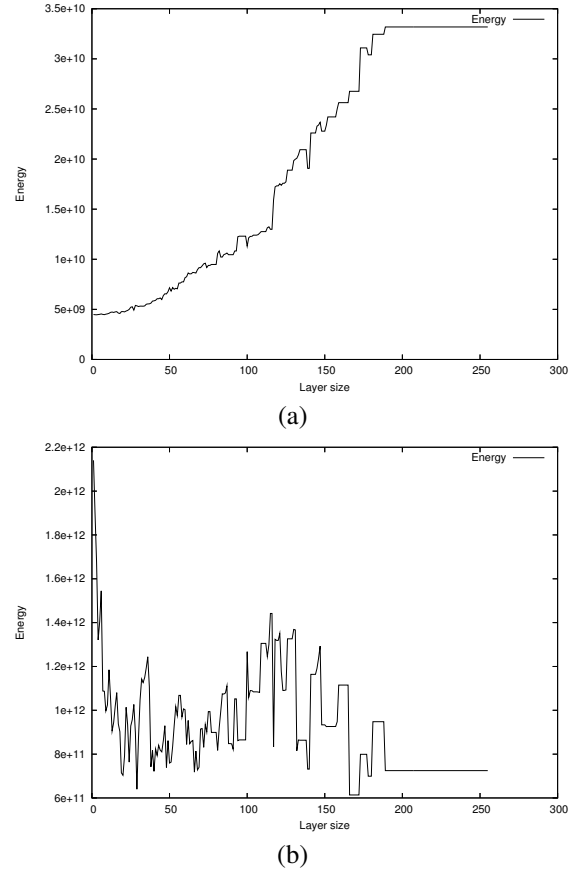 3.5e+10
Energy
3e+10
2.5e+10
2e+10
Energy
1.5e+10
1e+10
5e+09
0
0 50 100 150 200 250 300
Layer size
(a)
2.2e+12
Energy
2e+12
1.8e+12
1.6e+12
Energy
1.4e+12
1.2e+12
1e+12
8e+11
6e+11
0 50 100 150 200 250 300
Layer size
(b)